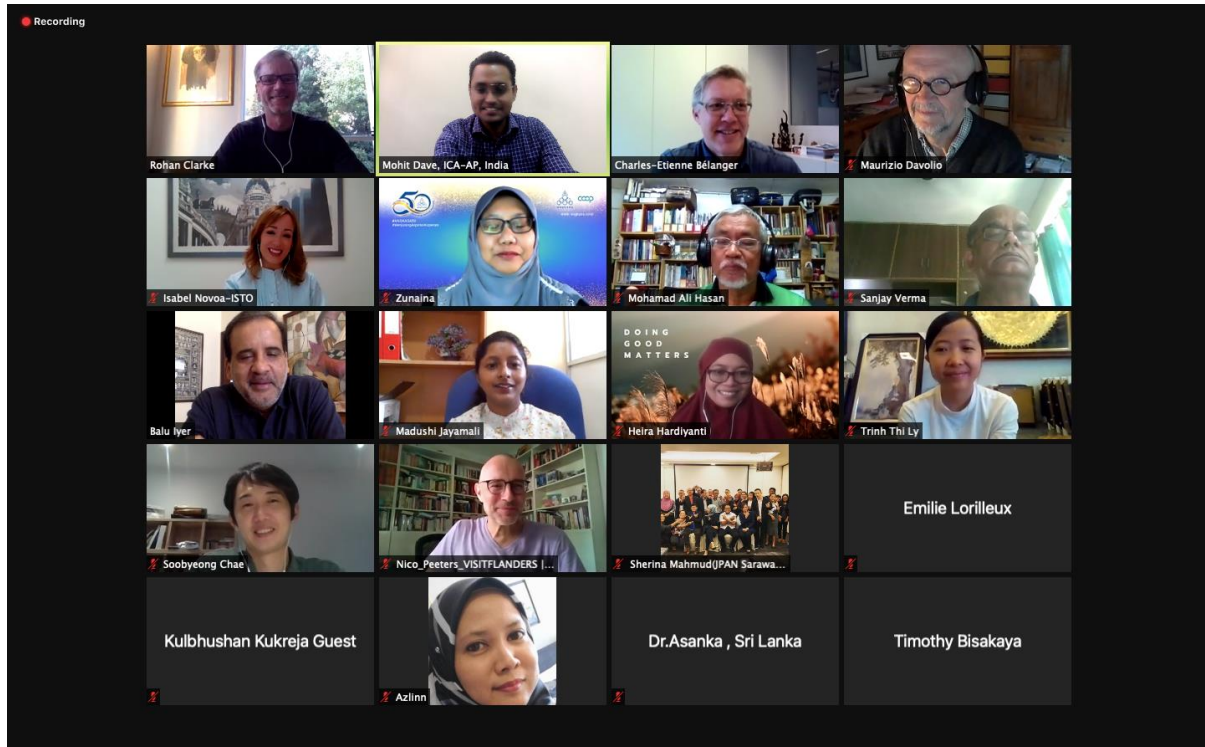 Recording
Rohan Clarke
Mohit Dave, ICA-AP, India
Charles-Etienne Bélanger
Maurizio Davolio
Isabel Novoa-ISTO
50
coop
Zunaina
Mohamad Ali Hasan
Sanjay Verma
Balu Iyer
Madushi Jayamali
DOING
GOOD
MATTERS
Heira Hardiyanti
Trinh Thi Ly
Soobyeong Chae
Nico_Peeters_VISITFLANDERS |...
Sherina Mahmud(JPAN Sarawa...
Emilie Lorilleux
Kulbhushan Kukreja Guest
Azlinn
Dr.Asanka , Sri Lanka
Timothy Bisakaya